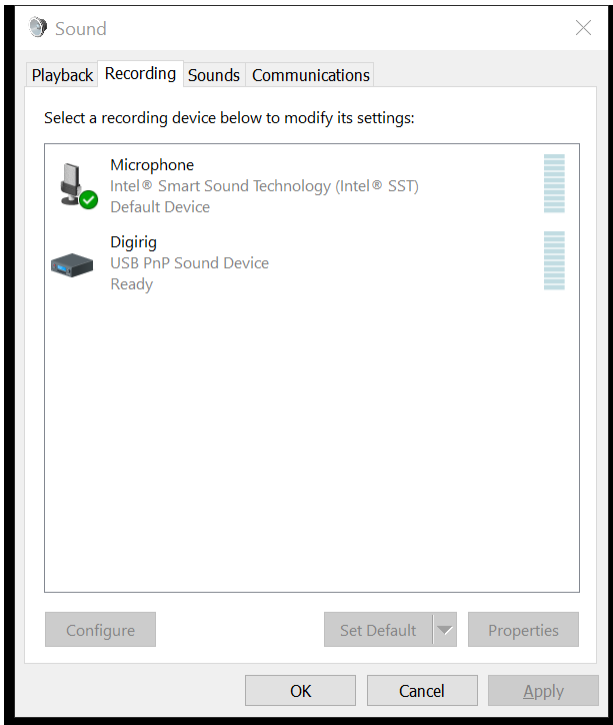 Sound
Playback Recording Sounds Communications
Select a recording device below to modify its settings:
Microphone
Intel® Smart Sound Technology (Intel® SST)
Default Device
Digirig
USB PnP Sound Device
Ready
Configure Set Default Properties
OK Cancel Apply